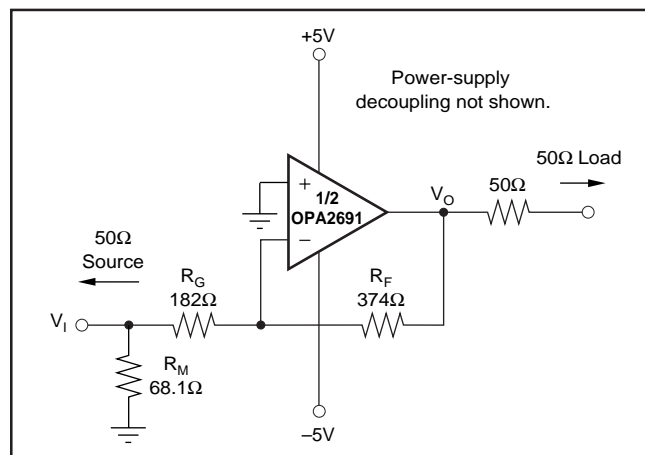 +5V
Power-supply
decoupling not shown.
50Ω Load
+
1/2
OPA2691
−
V_O
50Ω
50Ω
Source
R_G
182Ω
R_F
374Ω
V_I
R_M
68.1Ω
–5V